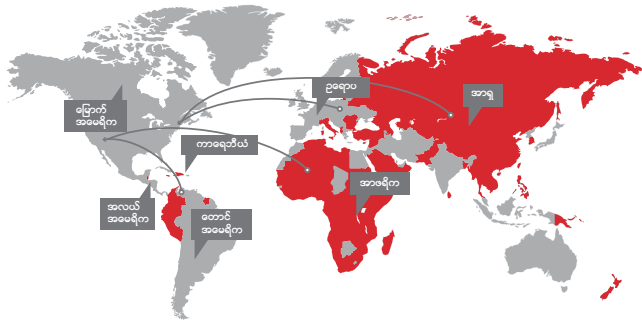 ဥရောပ
အာရှ
မြောက်
အမေရိက
ကာရေဘီယံ
အာဖရိက
အလယ်
အမေရိက
တောင်
အမေရိက